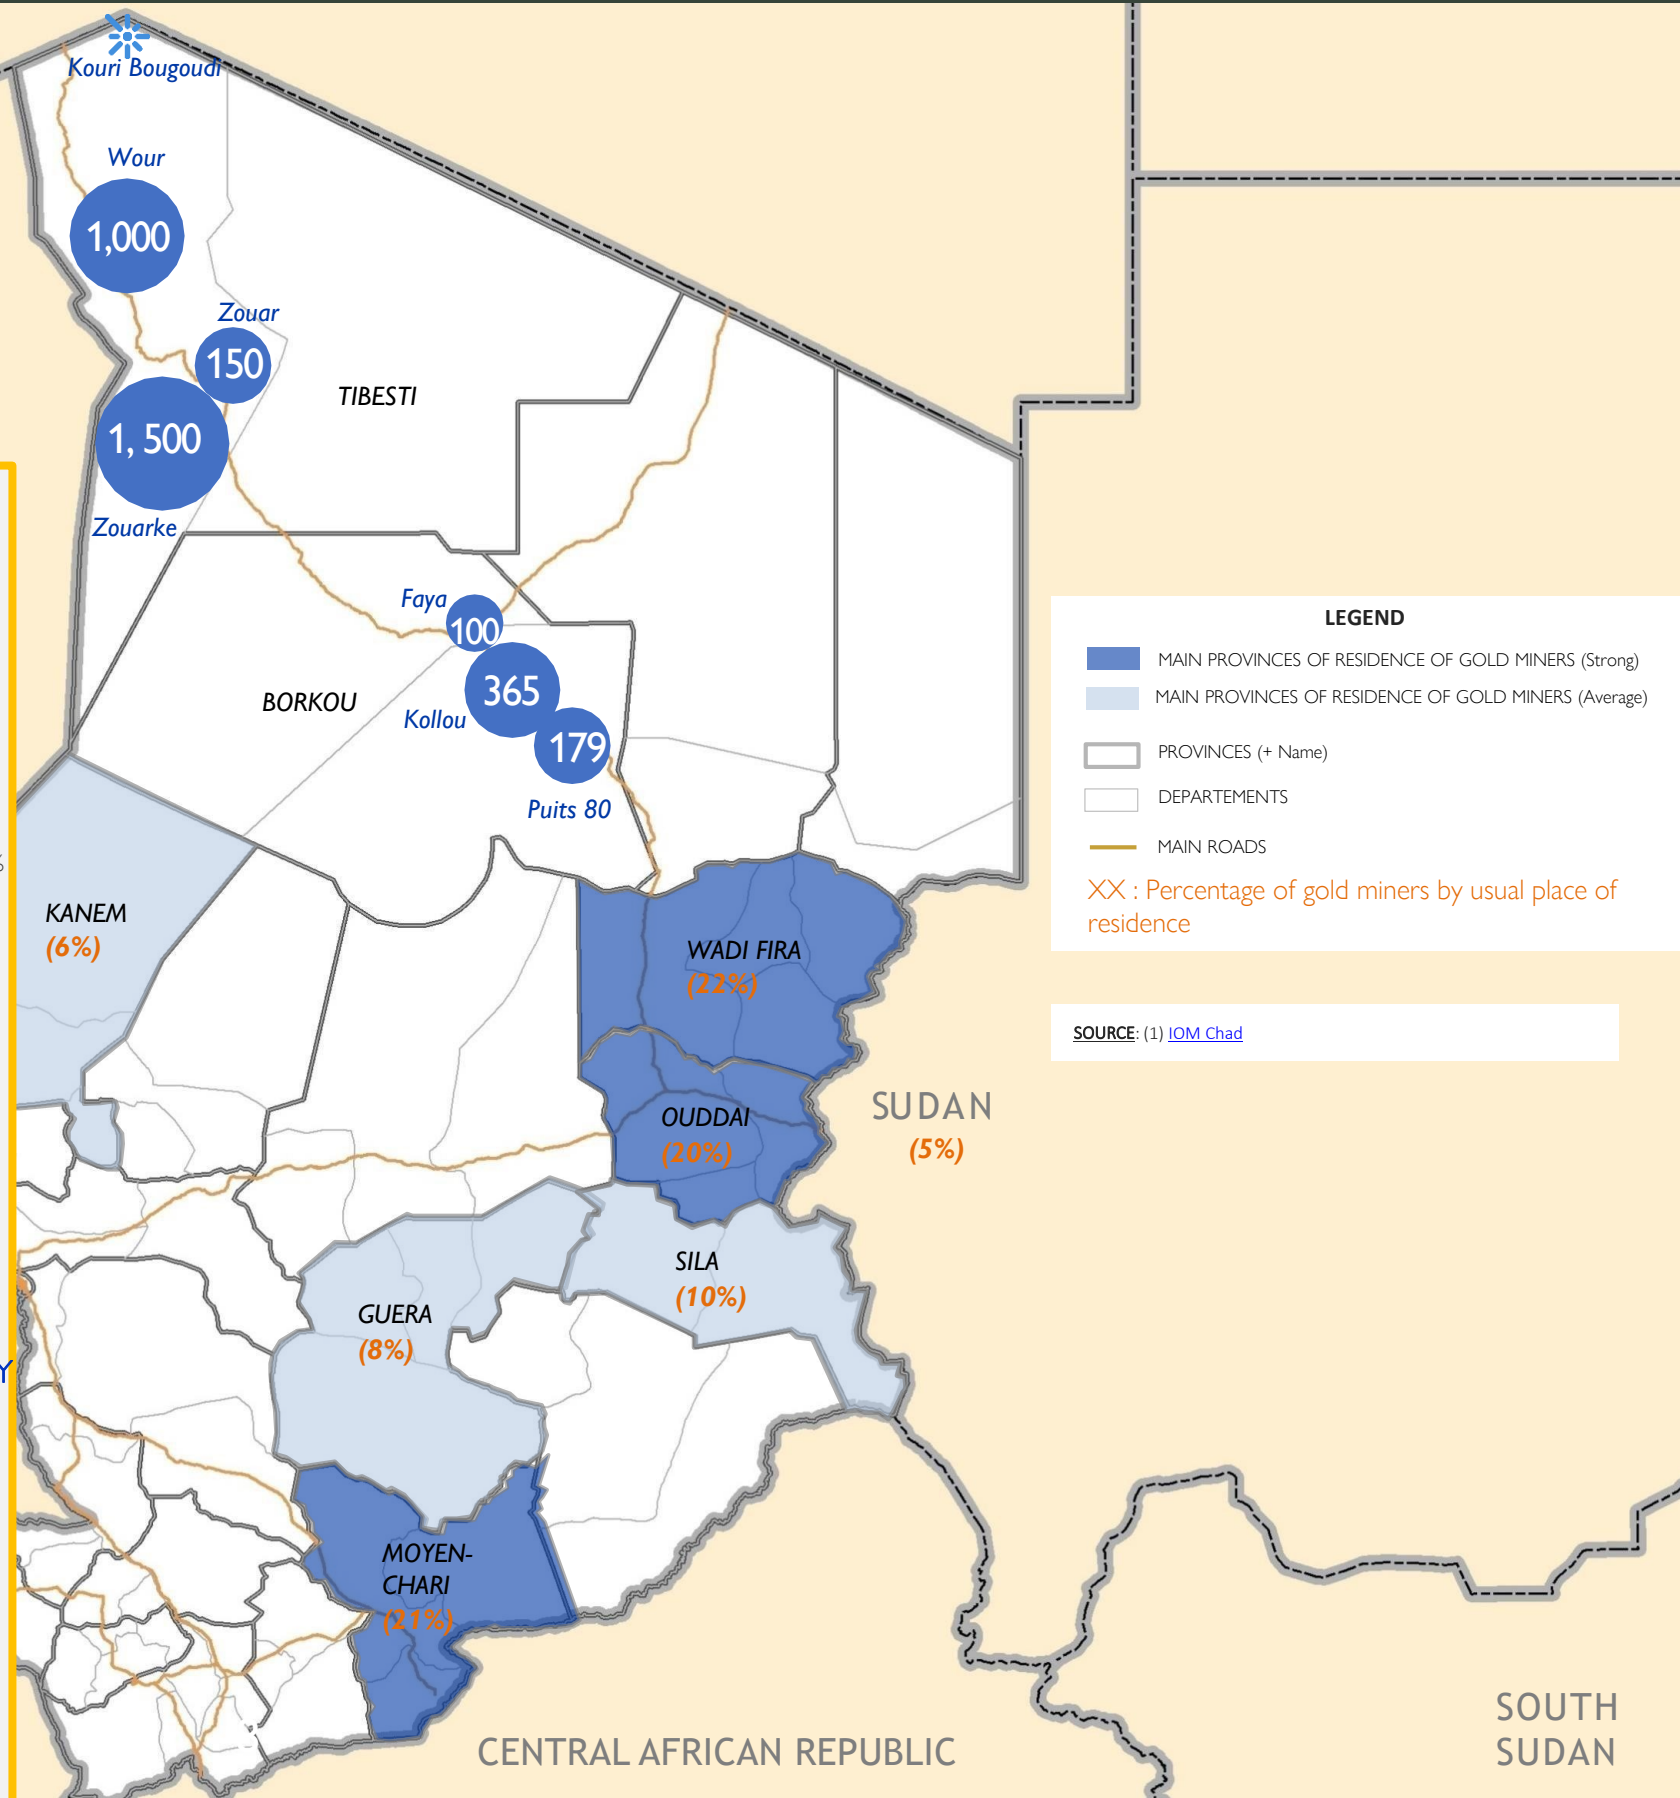 Kouri Bougoudi
Wour
1,000
Zouar
150
TIBESTI
1, 500
Zouarke
Faya
100
BORKOU
365
Kollou
179
Puits 80
LEGEND
MAIN PROVINCES OF RESIDENCE OF GOLD MINERS (Strong)
MAIN PROVINCES OF RESIDENCE OF GOLD MINERS (Average)
PROVINCES (+ Name)
DEPARTEMENTS
MAIN ROADS
XX : Percentage of gold miners by usual place of
residence
SOURCE: (1) IOM Chad
KANEM
(6%)
WADI FIRA
(22%)
OUDDAI
(20%)
SUDAN
(5%)
SILA
(10%)
GUERA
(8%)
Y
MOYEN-
CHARI
(21%)
CENTRAL AFRICAN REPUBLIC
SOUTH
SUDAN